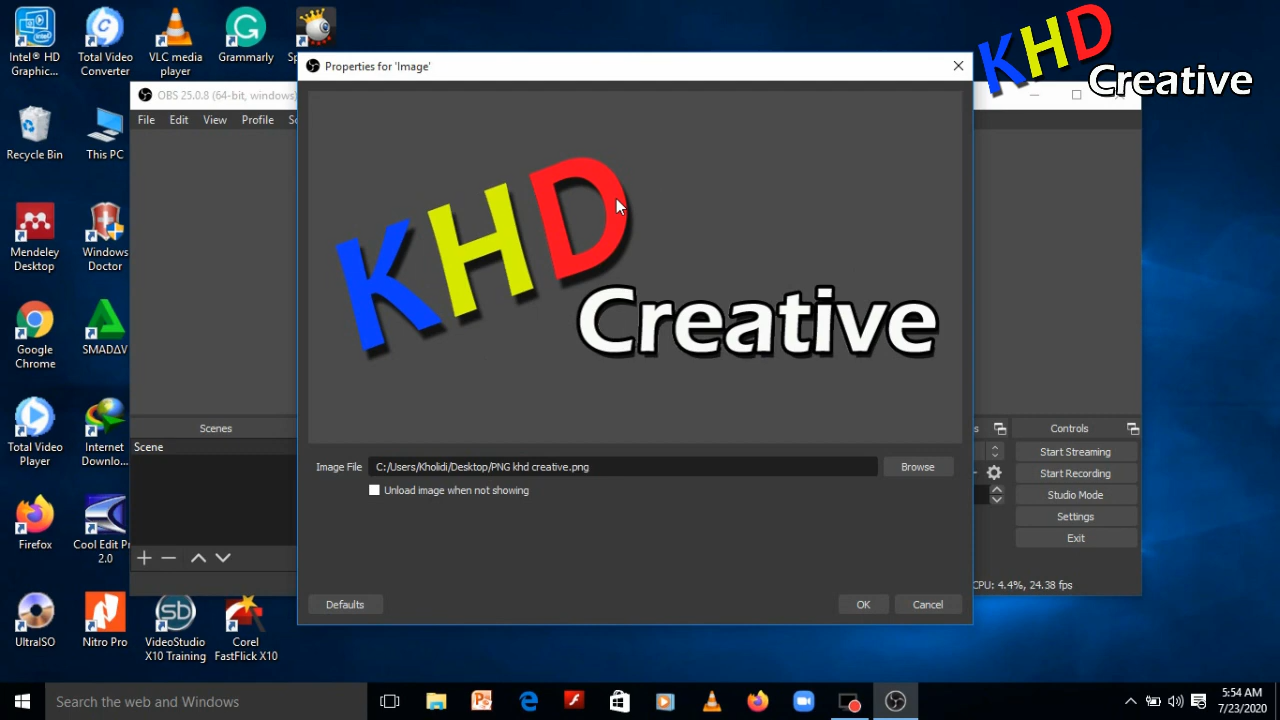 Intel® HD
Graphic...
Total Video
Converter
VLC media
player
Grammarly
Sp
Recycle Bin
This PC
Mendeley
Desktop
Windows
Doctor
Google
Chrome
SMADΔV
Total Video
Player
Internet
Downlo...
Firefox
Cool Edit Pr
2.0
UltraISO
Nitro Pro
VideoStudio
X10 Training
Corel
FastFlick X10
KHD
Creative
OBS 25.0.8 (64-bit, windows)
File Edit View Profile Sc
Properties for 'Image'
KHD
Creative
Image File C:/Users/Kholidi/Desktop/PNG khd creative.png Browse
Unload image when not showing
Defaults OK Cancel
Scenes
Scene
s
Controls
Start Streaming
Start Recording
Studio Mode
Settings
Exit
CPU: 4.4%, 24.38 fps
Search the web and Windows
5:54 AM
7/23/2020